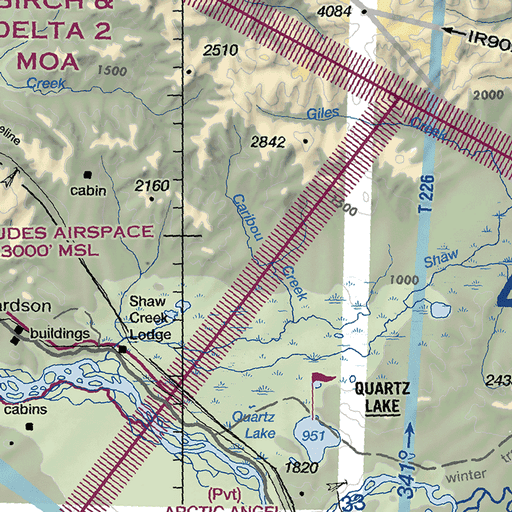 BIRCH &
DELTA 2
MOA
4084
IR90
2510
1500
Creek
2000
Giles
Creek
2842
cabin
2160
T 226
Caribou
Creek
1500
UDES AIRSPACE
3000' MSL
Shaw
1000
ardson
buildings
Shaw
Creek
Lodge
cabins
QUARTZ
LAKE
243
Quartz
Lake
951
341°
1820
winter
tr
(Pvt)
ARCTIC ANGEL
33